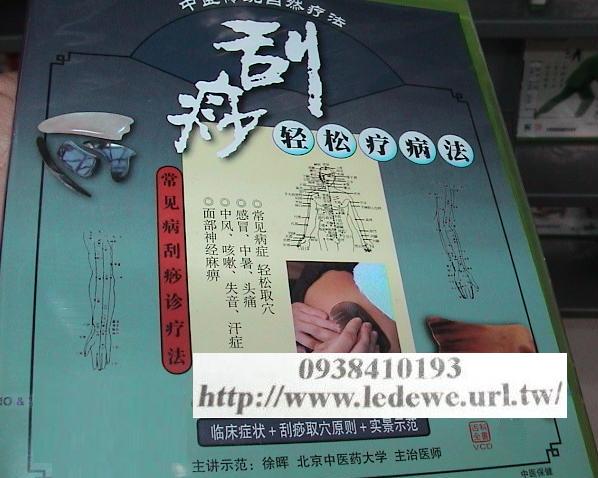 中医传统自然疗法
刮痧
轻松疗病法
常见病刮痧诊疗法
◎常见病症 轻松取穴
◎感冒、中暑、头痛
◎中风、咳嗽、失音、汗症
◎面部神经麻痹
0938410193
http://www.ledewe.url.tw/
临床症状+刮痧取穴原则+实景示范
主讲示范：徐晖 北京中医药大学 主治医师
VCD
中医保健